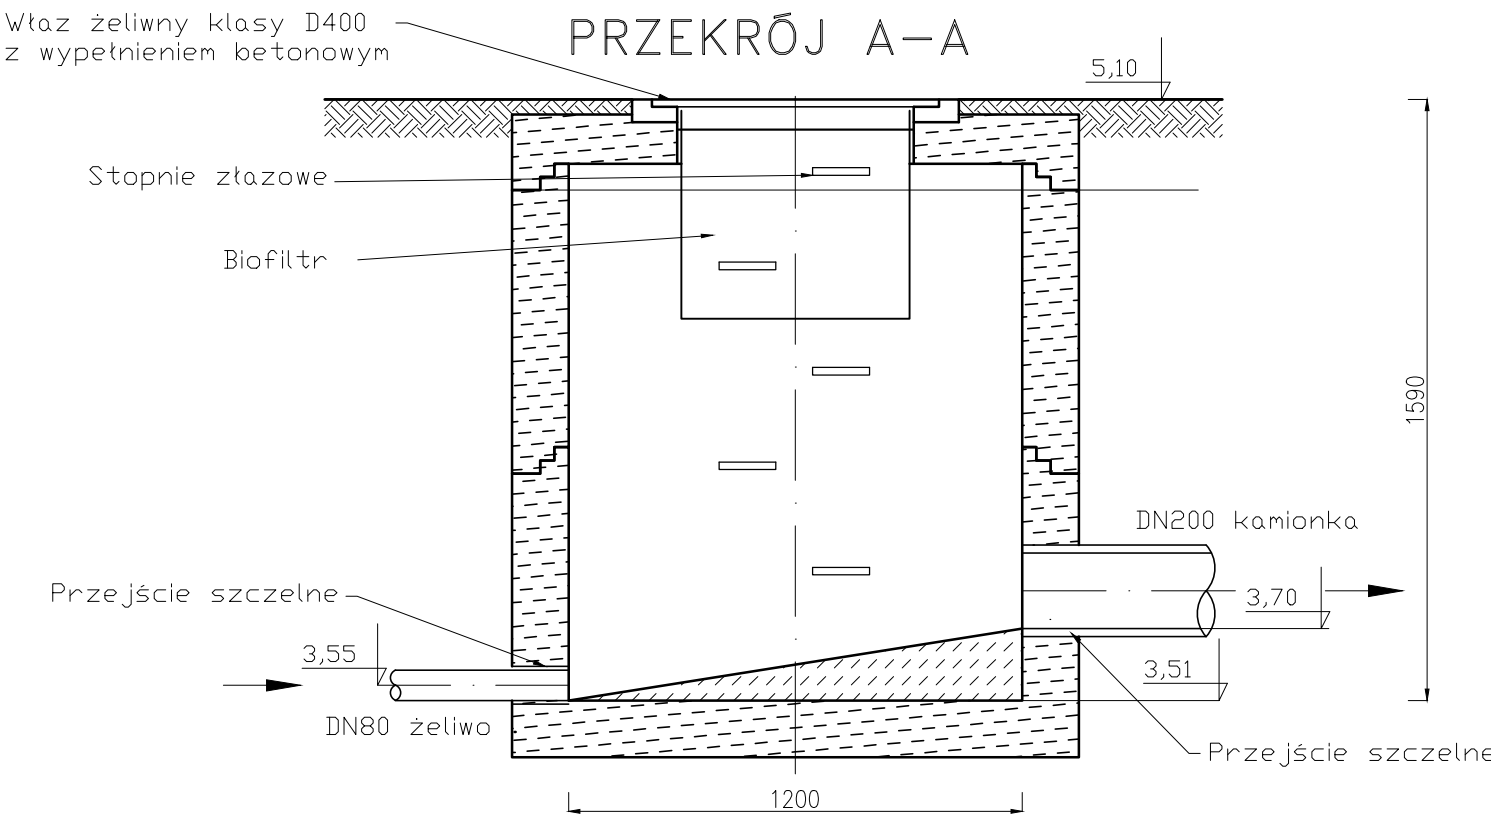 Właz żeliwny klasy D400
z wypełnieniem betonowym
PRZEKRÓJ A-A
5,10
Stopnie złazowe
Biofiltr
1590
DN200 kamionka
Przejście szczelne
3,70
3,55
3,51
DN80 żeliwo
Przejście szczelne
1200